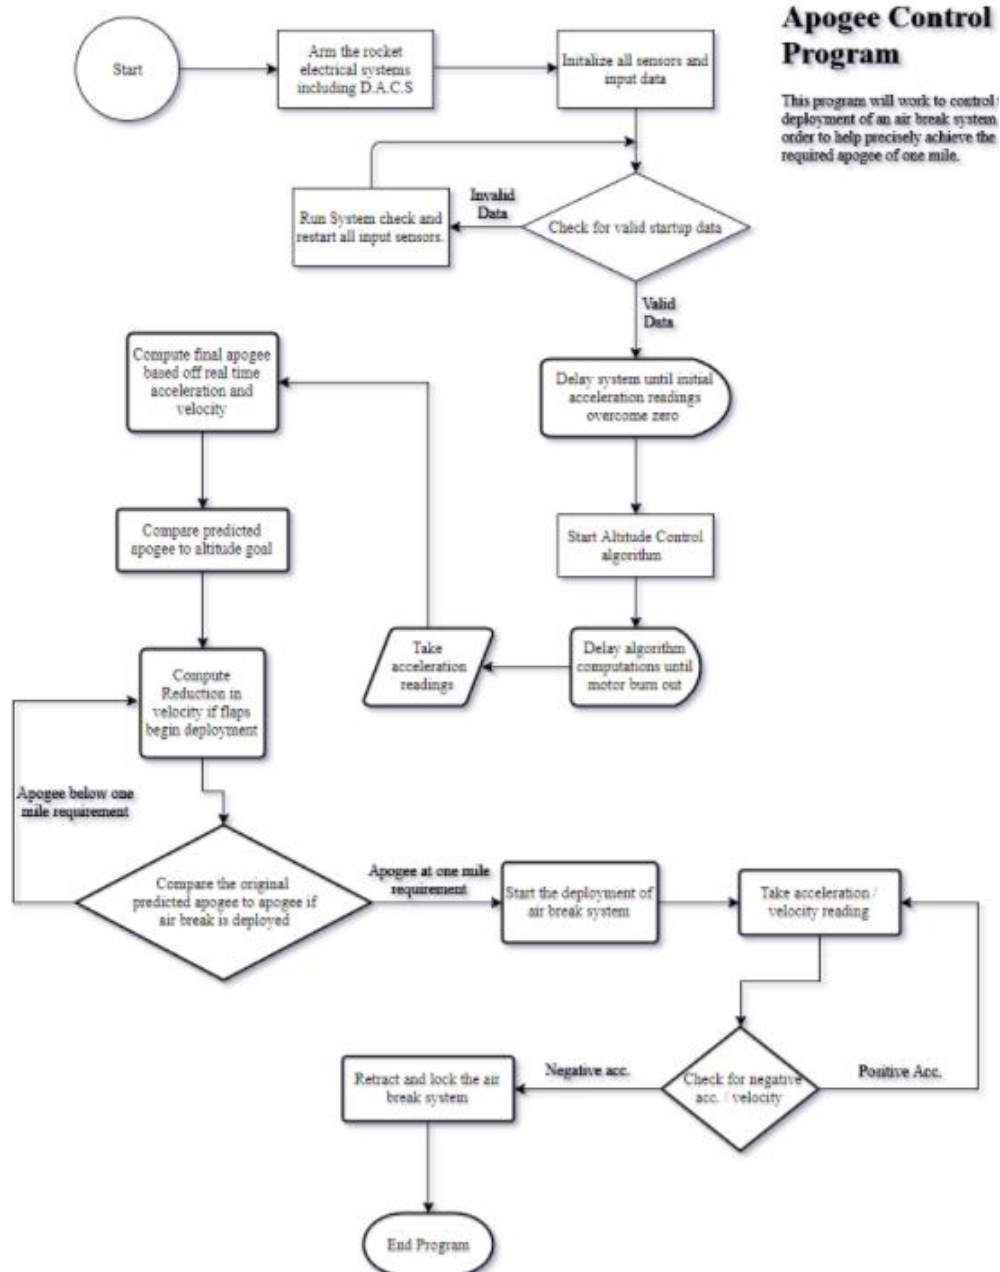 Apogee Control
Program
This program will work to control
deployment of an air break system
order to help precisely achieve the
required apogee of one mile.
Start
Arm the rocket
electrical systems
including D.A.C.S
Initalize all sensors and
input data
Invalid
Data
Run System check and
restart all input sensors.
Check for valid startup data
Valid
Data
Delay system until initial
acceleration readings
overcome zero
Start Altitude Control
algorithm
Delay algorithm
computations until
motor burn out
Take
acceleration
readings
Compute final apogee
based off real time
acceleration and
velocity
Compare predicted
apogee to altitude goal
Compute
Reduction in
velocity if flaps
begin deployment
Apogee below one
mile requirement
Compare the original
predicted apogee to apogee if
air break is deployed
Apogee at one mile
requirement
Start the deployment of
air break system
Take acceleration /
velocity reading
Check for negative
acc. / velocity
Positive Acc.
Negative acc.
Retract and lock the air
break system
End Program